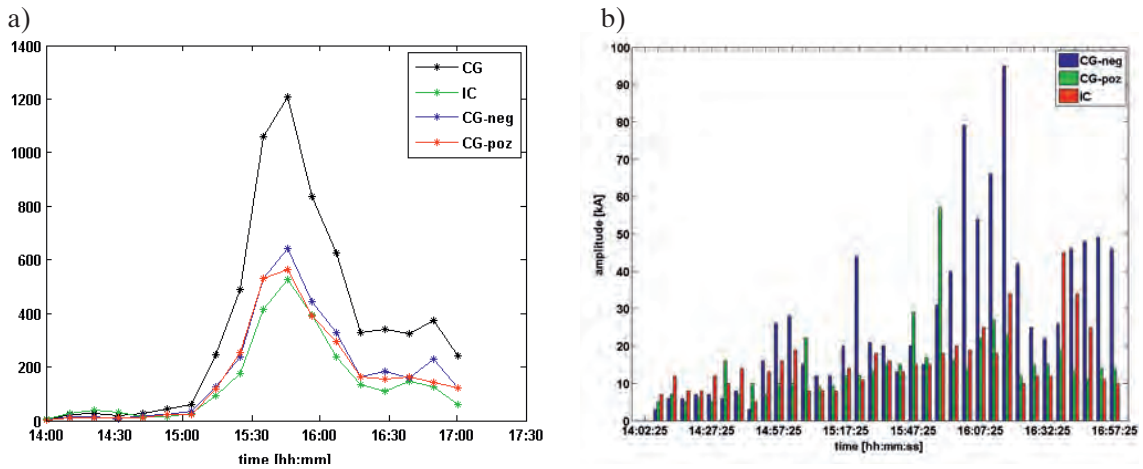 a)
1400
1200
1000
800
600
400
200
0
14:00 14:30 15:00 15:30 16:00 16:30 17:00 17:30
time [hh:mm]
CG
IC
CG-neg
CG-poz
b)
100
90
80
70
60
50
40
30
20
10
0
amplitude [kA]
14:02:25 14:27:25 14:57:25 15:17:25 15:47:25 16:07:25 16:32:25 16:57:25
time [hh:mm:ss]
CG-neg
CG-poz
IC